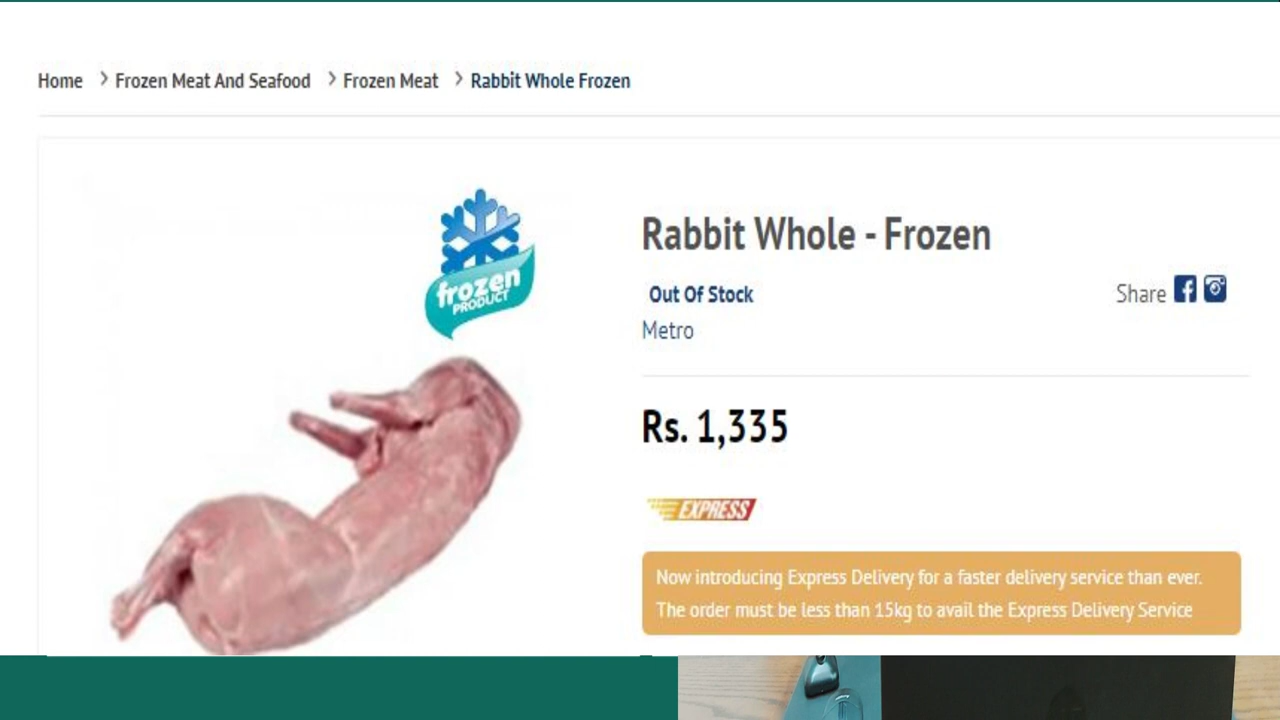 Home > Frozen Meat And Seafood > Frozen Meat > Rabbit Whole Frozen
frozen
PRODUCT
Rabbit Whole - Frozen
Out Of Stock
Share
Metro
Rs. 1,335
EXPRESS
Now introducing Express Delivery for a faster delivery service than ever.
The order must be less than 15kg to avail the Express Delivery Service